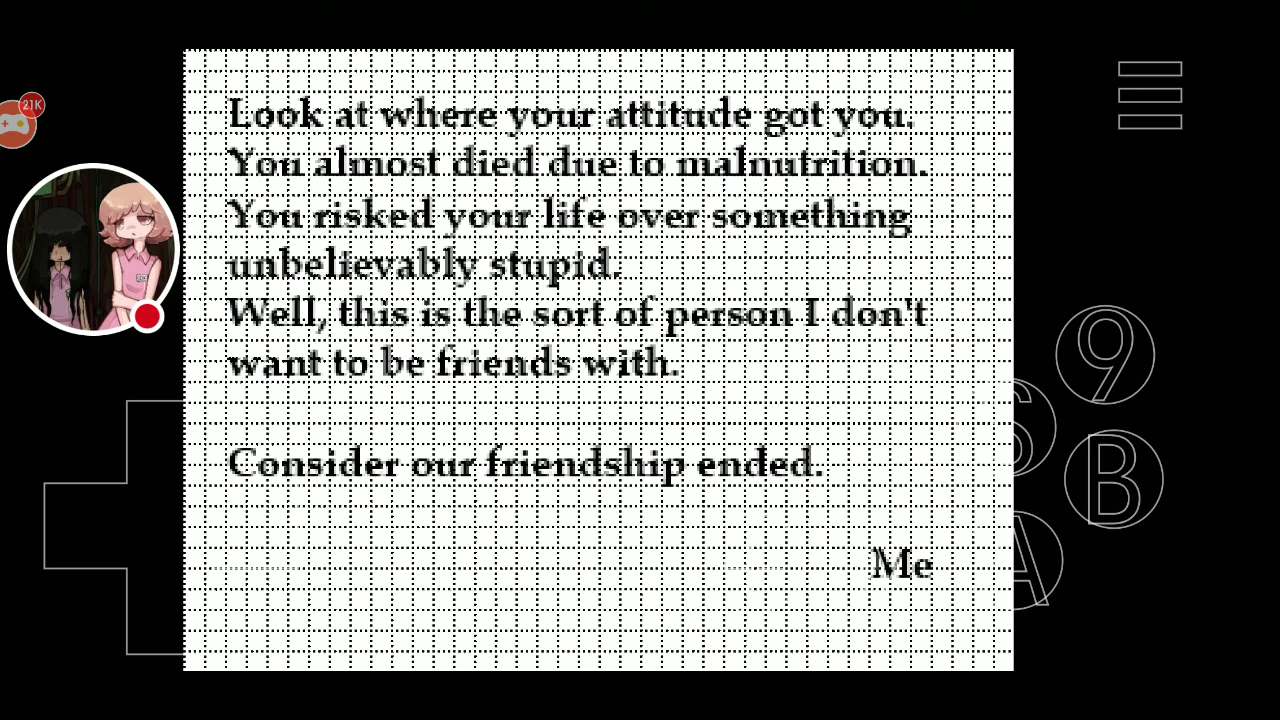 21K
Look at where your attitude got you.
You almost died due to malnutrition.
You risked your life over something
unbelievably stupid.
Well, this is the sort of person I don't
want to be friends with.
Consider our friendship ended.
Me
9
S
B
A